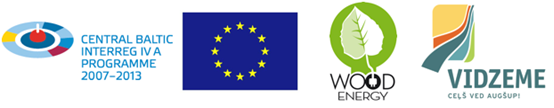 CENTRAL BALTIC
INTERREG IV A
PROGRAMME
2007–2013
WOOD
ENERGY
VIDZEME
CEĻŠ VED AUGŠUP!